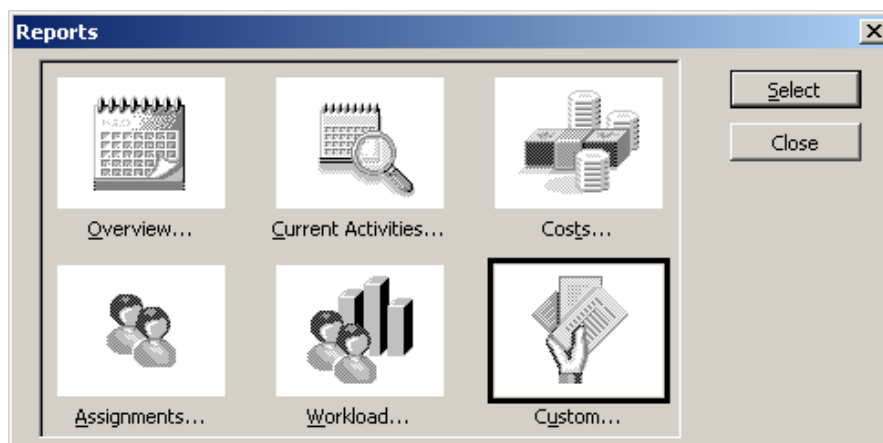 Reports
Select
Close
Overview...
Current Activities...
Costs...
Assignments...
Workload...
Custom...